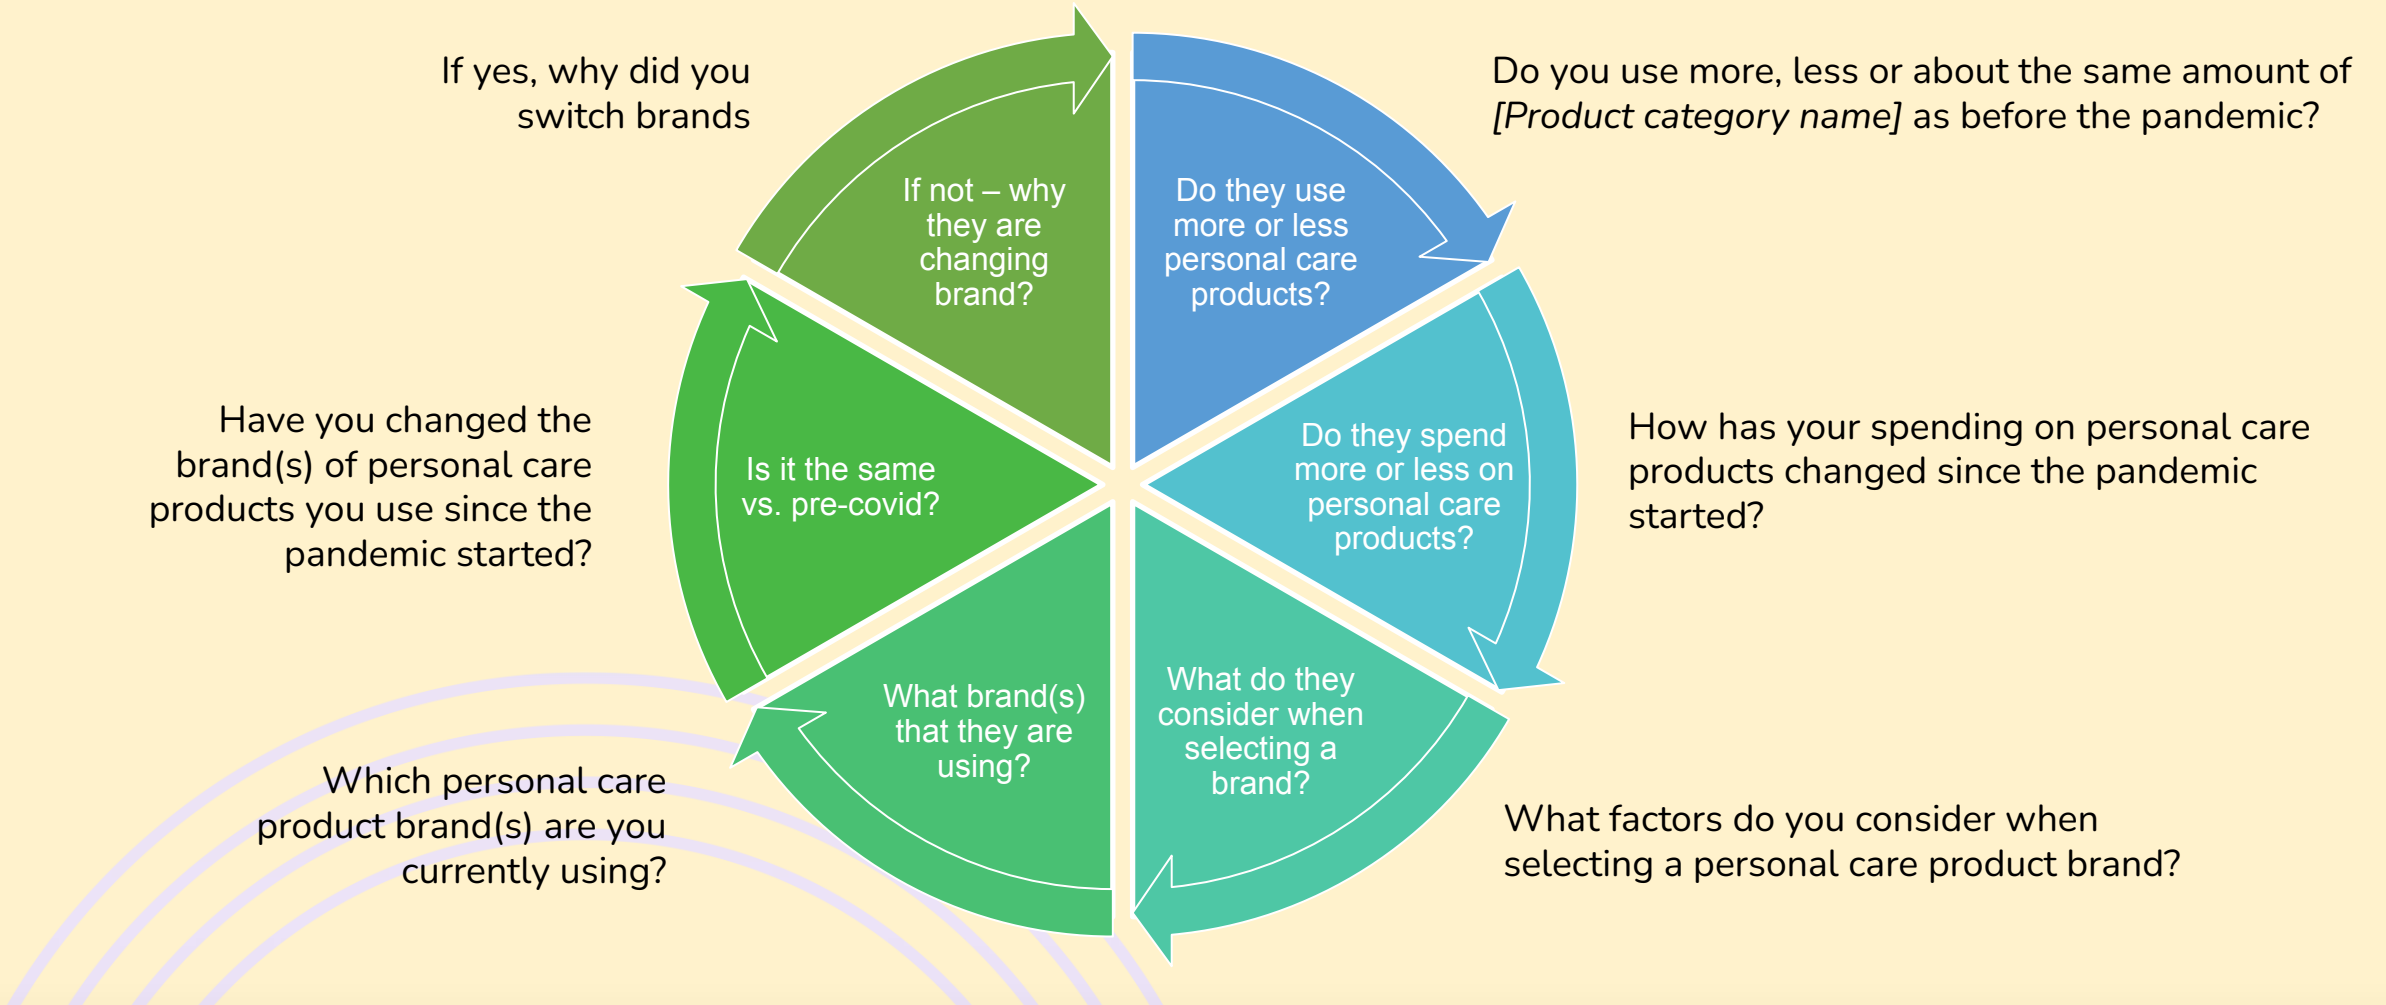 If yes, why did you
switch brands
Do you use more, less or about the same amount of
[Product category name] as before the pandemic?
If not – why
they are
changing
brand?
Do they use
more or less
personal care
products?
Have you changed the
brand(s) of personal care
products you use since the
pandemic started?
Is it the same
vs. pre-covid?
Do they spend
more or less on
personal care
products?
How has your spending on personal care
products changed since the pandemic
started?
Which personal care
product brand(s) are you
currently using?
What brand(s)
that they are
using?
What do they
consider when
selecting a
brand?
What factors do you consider when
selecting a personal care product brand?